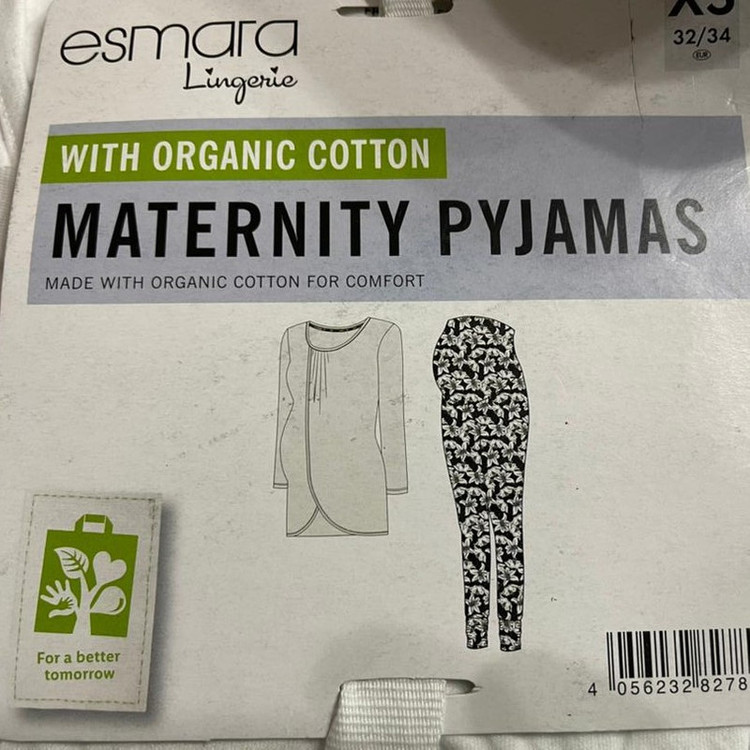 esmara
Lingerie
XS
32/34
EUR
WITH ORGANIC COTTON
MATERNITY PYJAMAS
MADE WITH ORGANIC COTTON FOR COMFORT
For a better
tomorrow
4 056232 8278